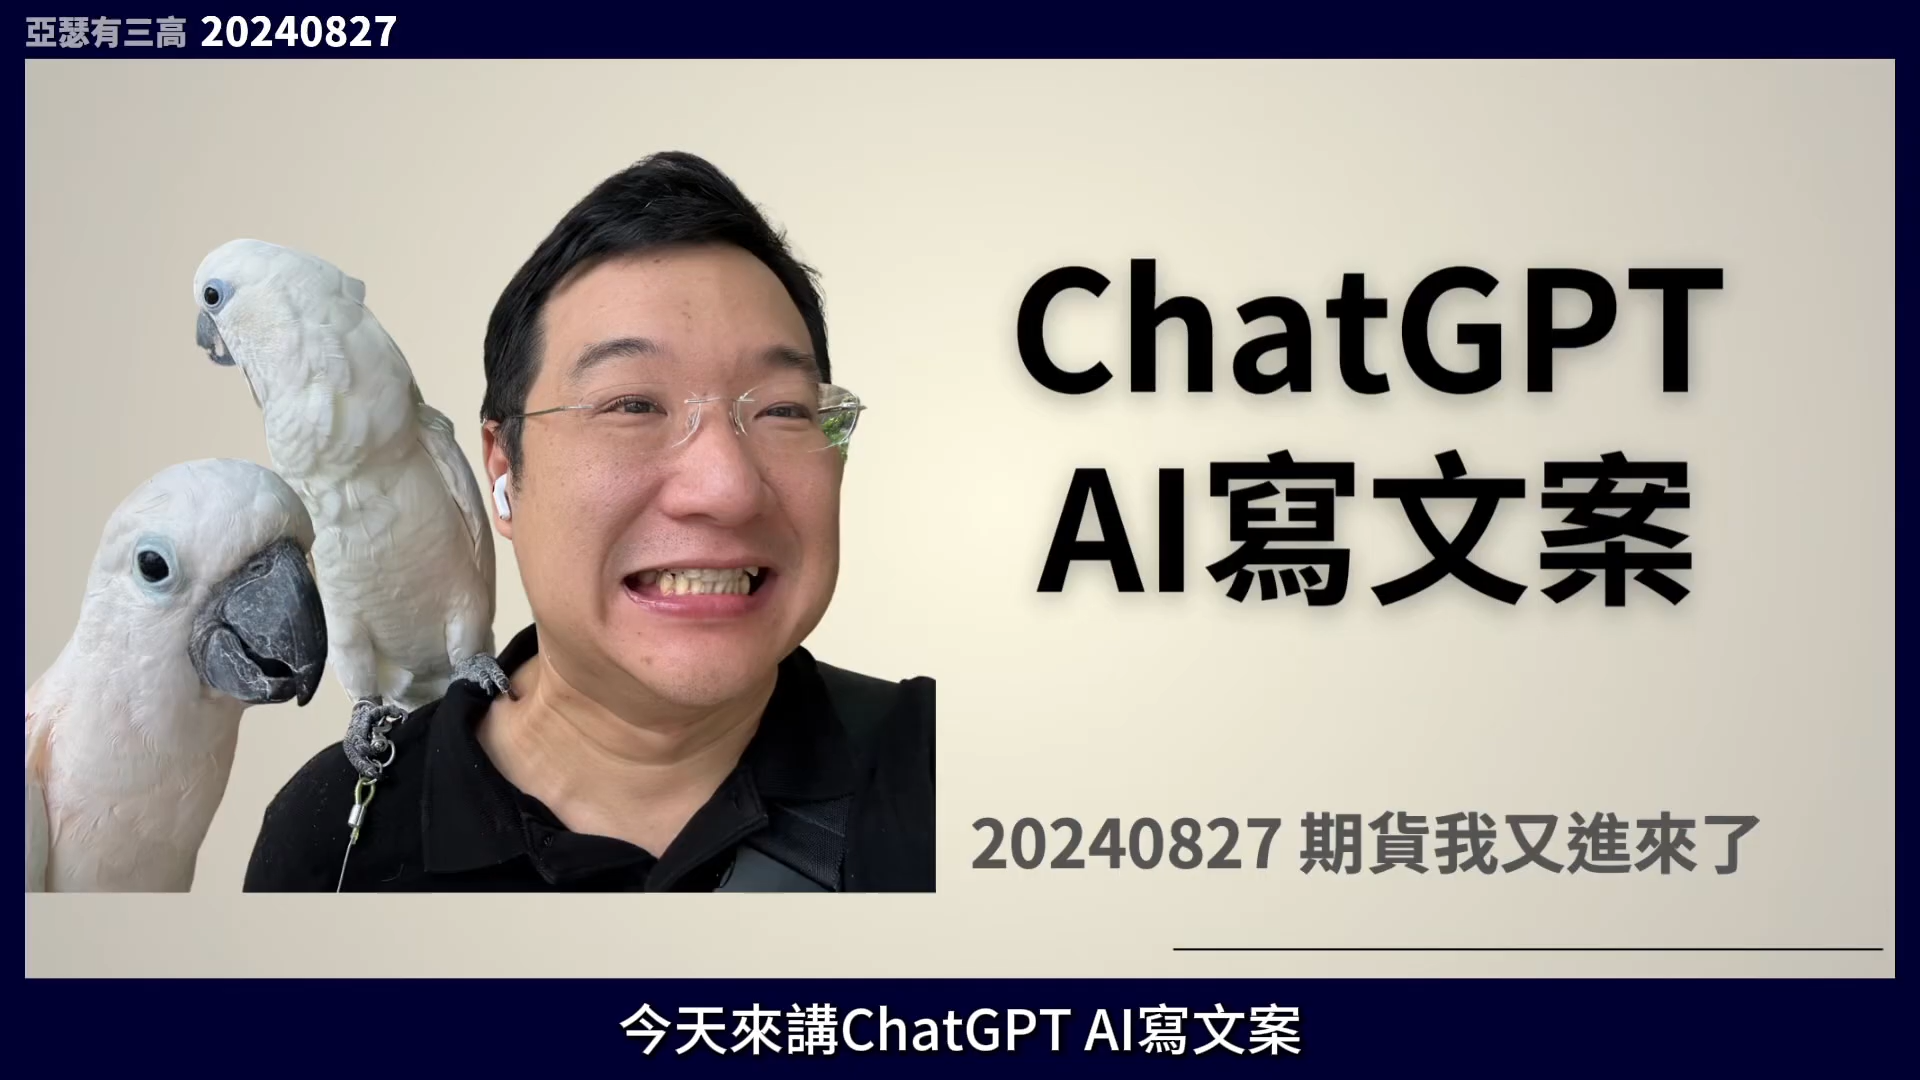 亞瑟有三高 20240827
ChatGPT
AI寫文案
20240827 期貨我又進來了
今天來講ChatGPT AI寫文案